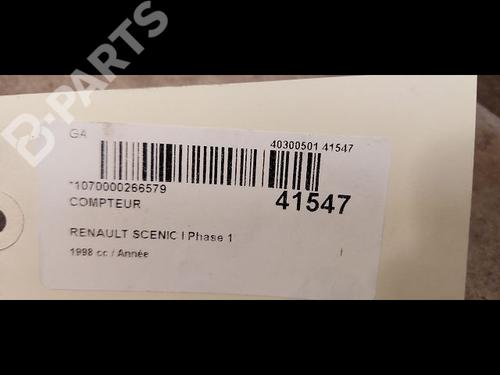 B-PARTS
GA
40300501 41547
*1070000266579
41547
COMPTEUR
RENAULT SCENIC I Phase 1
1998 cc / Année